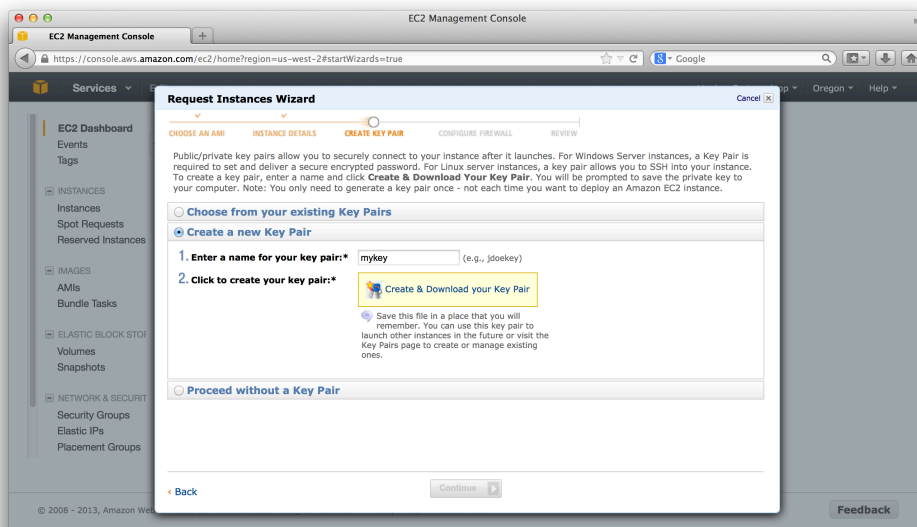 EC2 Management Console
EC2 Management Console
https://console.aws.amazon.com/ec2/home?region=us-west-2#startWizards=true
Google
Services
Oregon
Help
Request Instances Wizard
Cancel
CHOOSE AN AMI
INSTANCE DETAILS
CREATE KEY PAIR
CONFIGURE FIREWALL
REVIEW
Public/private key pairs allow you to securely connect to your instance after it launches. For Windows Server instances, a Key Pair is
required to set and deliver a secure encrypted password. For Linux server instances, a key pair allows you to SSH into your instance.
To create a key pair, enter a name and click Create & Download Your Key Pair. You will be prompted to save the private key to
your computer. Note: You only need to generate a key pair once - not each time you want to deploy an Amazon EC2 instance.
Choose from your existing Key Pairs
Create a new Key Pair
1. Enter a name for your key pair:* mykey (e.g., jdoekey)
2. Click to create your key pair:* Create & Download your Key Pair
Save this file in a place that you will
remember. You can use this key pair to
launch other instances in the future or visit the
Key Pairs page to create or manage existing
ones.
Proceed without a Key Pair
< Back
Continue
EC2 Dashboard
Events
Tags
INSTANCES
Instances
Spot Requests
Reserved Instances
IMAGES
AMIs
Bundle Tasks
ELASTIC BLOCK STOR
Volumes
Snapshots
NETWORK & SECURIT
Security Groups
Elastic IPs
Placement Groups
© 2008 - 2013, Amazon We
Feedback